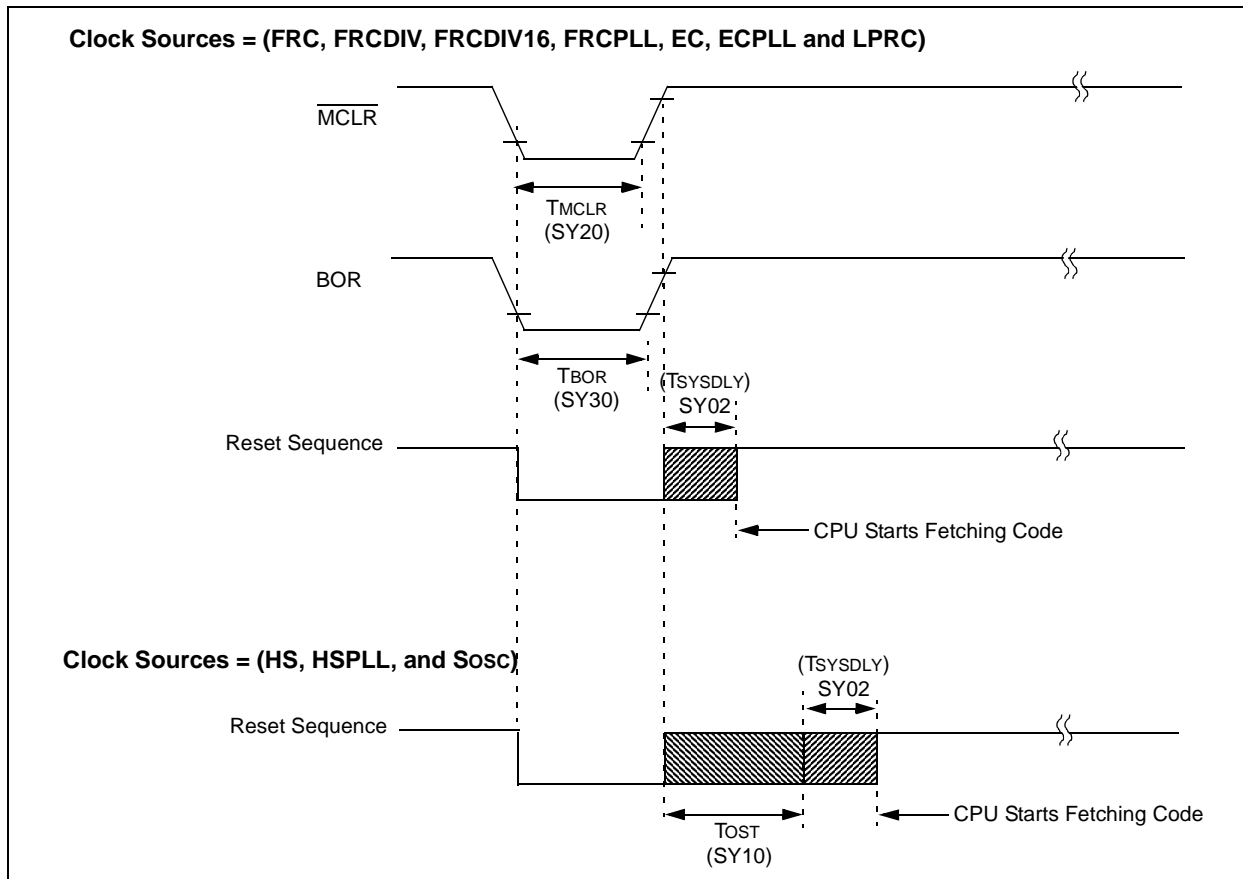 Clock Sources = (FRC, FRCDIV, FRCDIV16, FRCPLL, EC, ECPLL and LPRC)
MCLR
TMCLR
(SY20)
BOR
TBOR
(SY30)
(TSYSDLY)
SY02
Reset Sequence
CPU Starts Fetching Code
Clock Sources = (HS, HSPLL, and SOSC)
(TSYSDLY)
SY02
Reset Sequence
CPU Starts Fetching Code
TOST
(SY10)